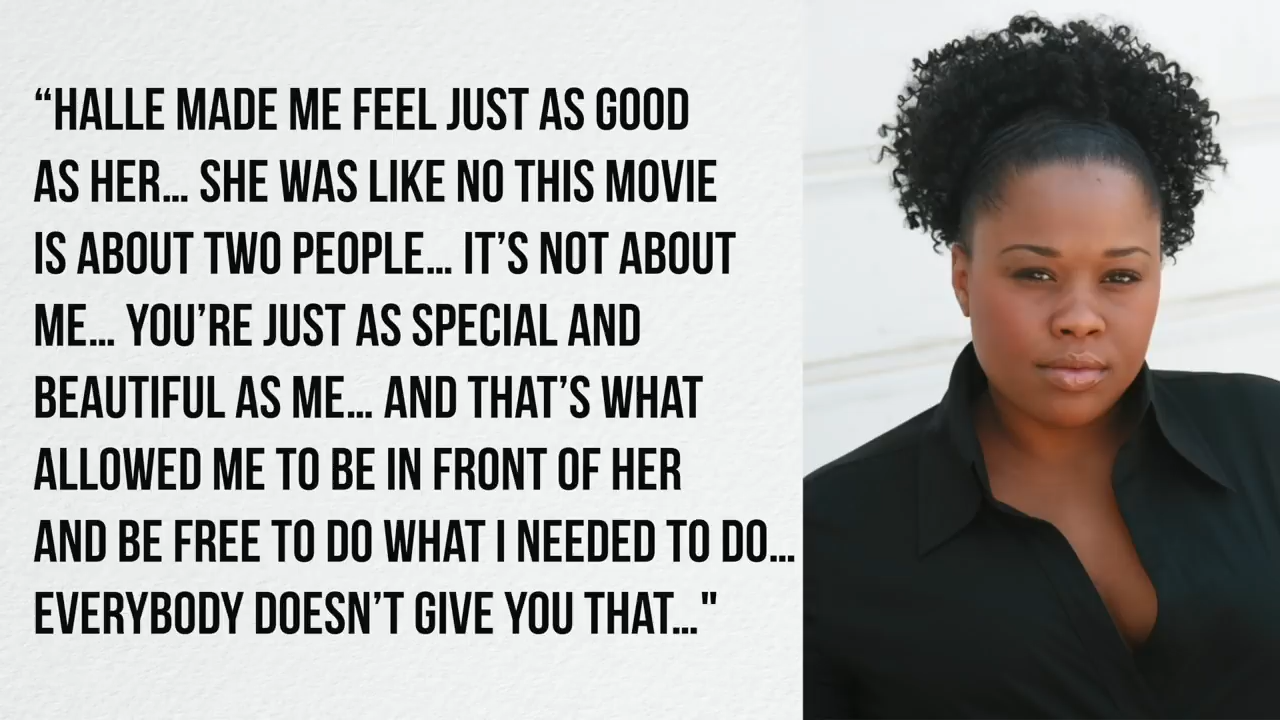 “HALLE MADE ME FEEL JUST AS GOOD
AS HER... SHE WAS LIKE NO THIS MOVIE
IS ABOUT TWO PEOPLE... IT’S NOT ABOUT
ME... YOU’RE JUST AS SPECIAL AND
BEAUTIFUL AS ME... AND THAT’S WHAT
ALLOWED ME TO BE IN FRONT OF HER
AND BE FREE TO DO WHAT I NEEDED TO DO...
EVERYBODY DOESN’T GIVE YOU THAT..."